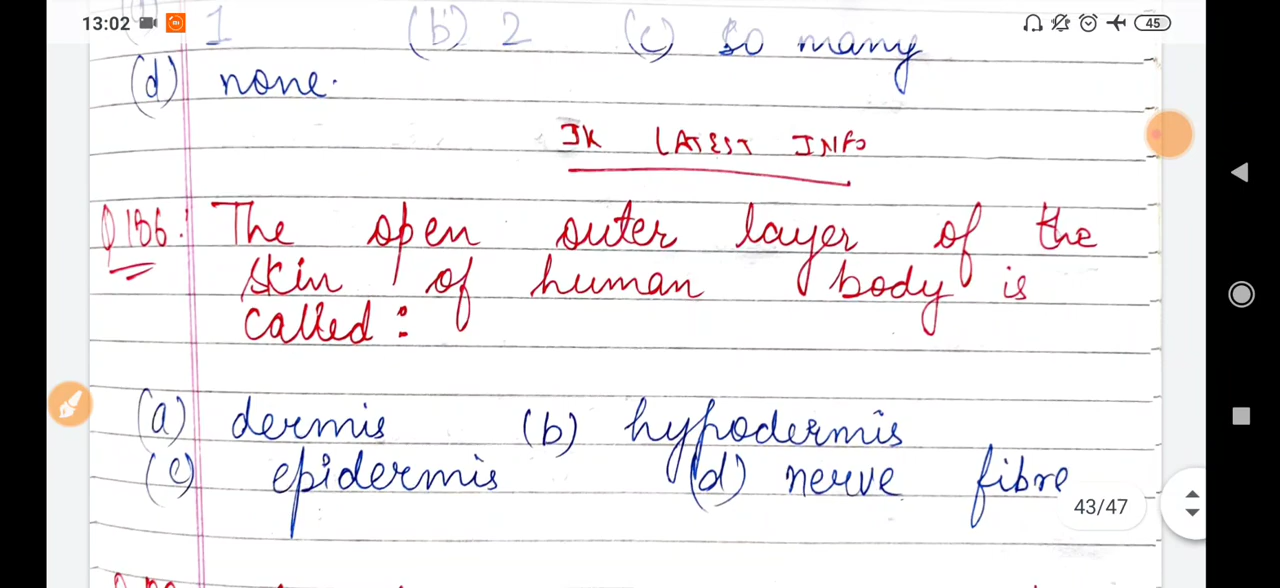 13:02 45
1 (b) 2 (c) so many
(d) none.
JK LATEST INFO
Q 186. The open outer layer of the
skin of human body is
called :
(a) dermis (b) hypodermis
(c) epidermis (d) nerve fibre
43/47